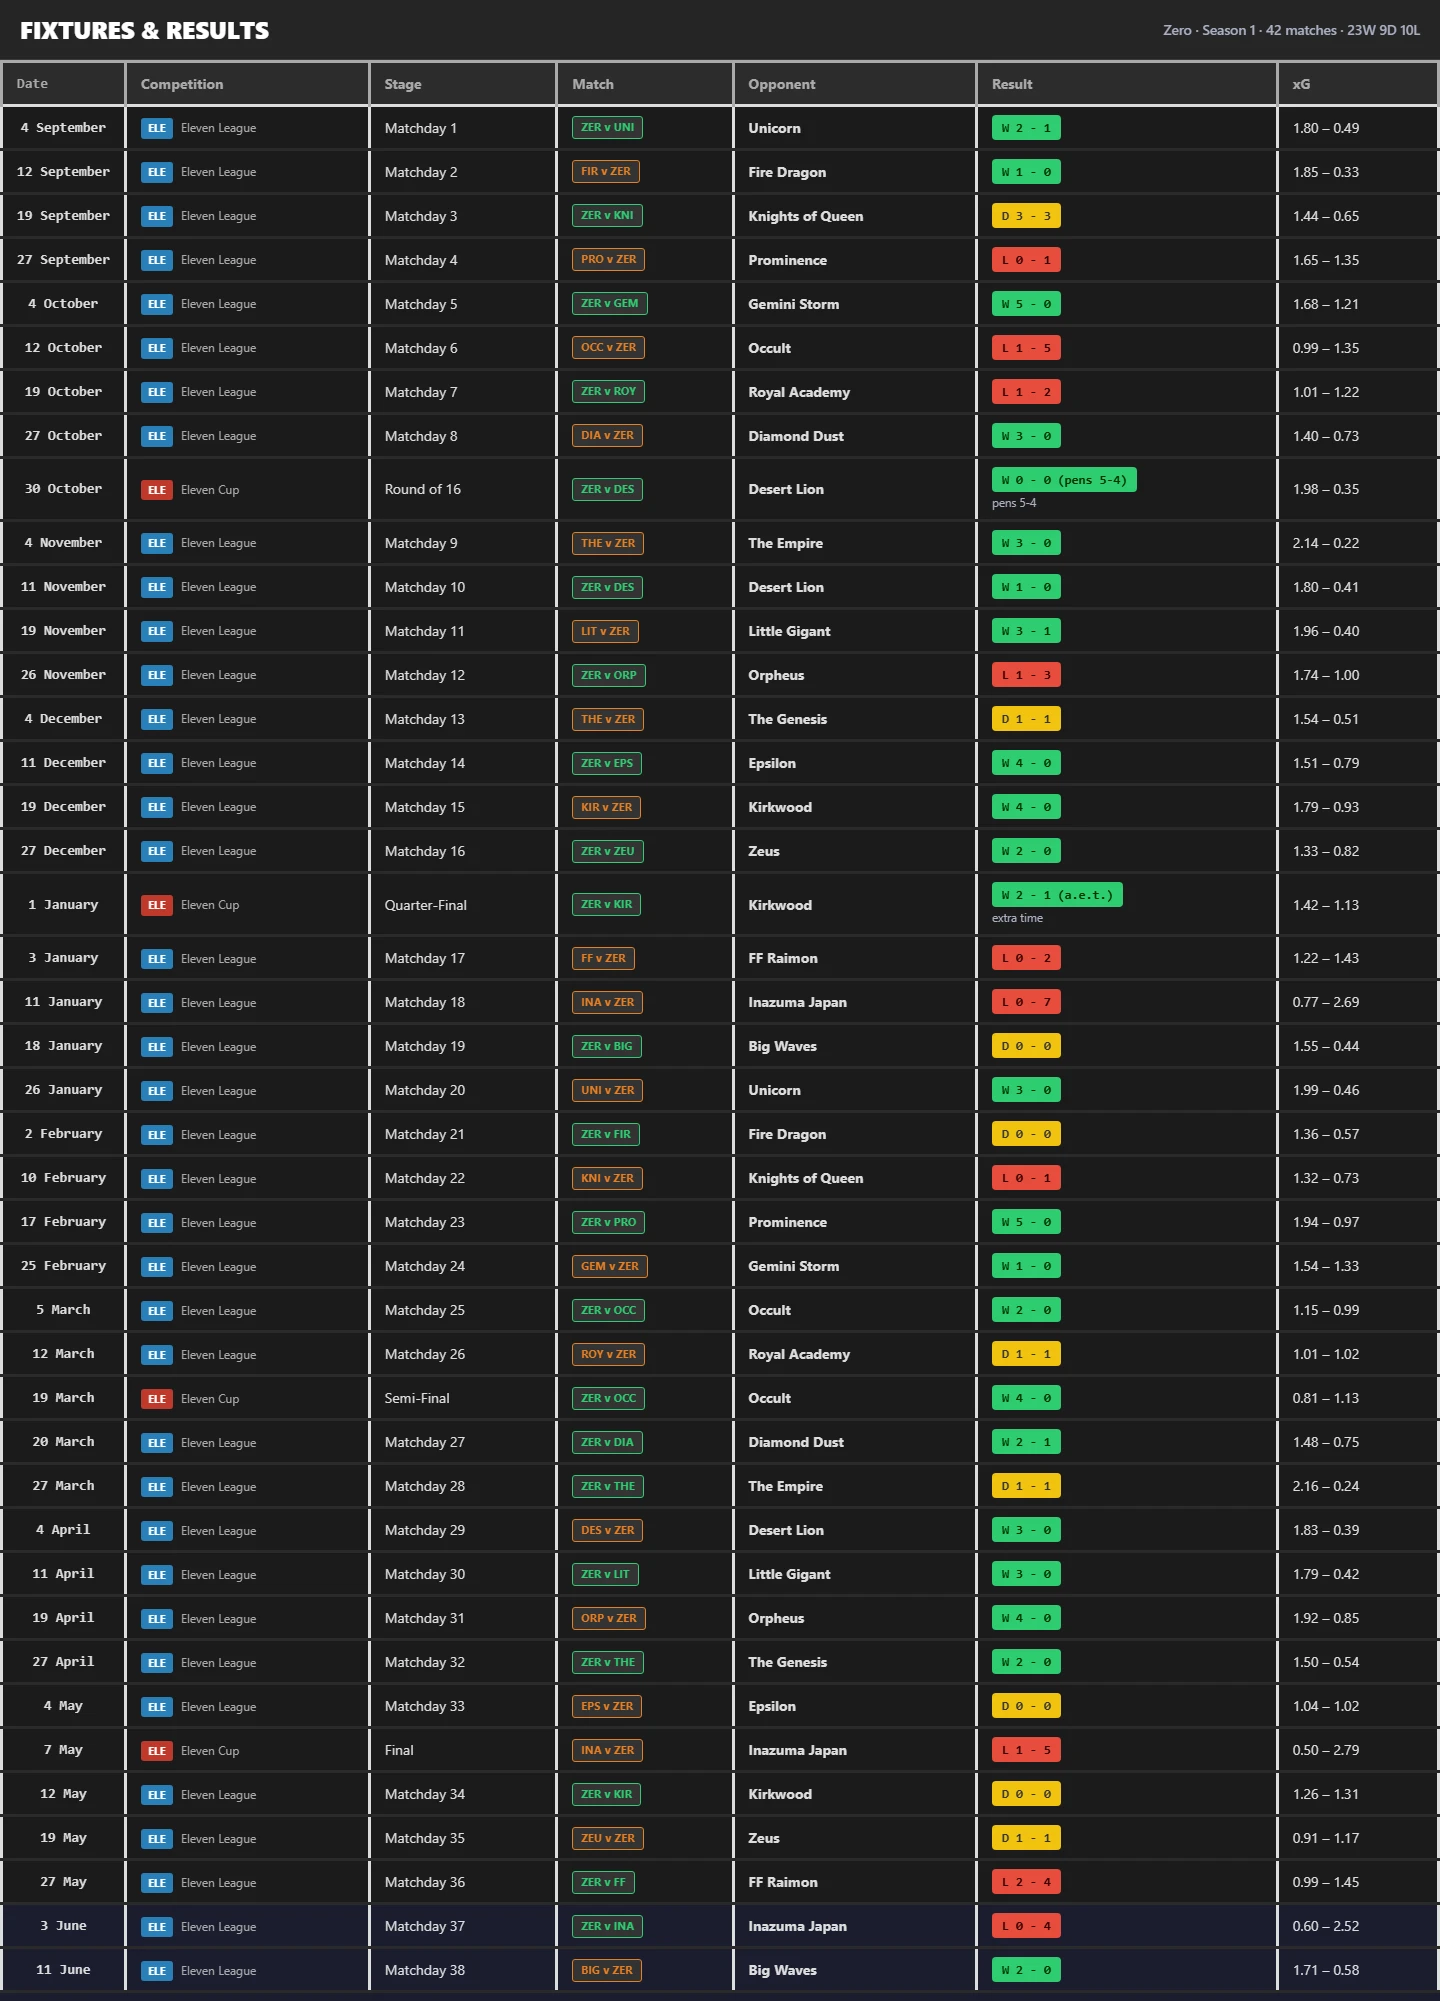 FIXTURES & RESULTS
Zero · Season 1 · 42 matches · 23W 9D 10L
Date Competition Stage Match Opponent Result xG
4 September ELE Eleven League Matchday 1 ZER v UNI Unicorn W 2 - 1 1.80 – 0.49
12 September ELE Eleven League Matchday 2 FIR v ZER Fire Dragon W 1 - 0 1.85 – 0.33
19 September ELE Eleven League Matchday 3 ZER v KNI Knights of Queen D 3 - 3 1.44 – 0.65
27 September ELE Eleven League Matchday 4 PRO v ZER Prominence L 0 - 1 1.65 – 1.35
4 October ELE Eleven League Matchday 5 ZER v GEM Gemini Storm W 5 - 0 1.68 – 1.21
12 October ELE Eleven League Matchday 6 OCC v ZER Occult L 1 - 5 0.99 – 1.35
19 October ELE Eleven League Matchday 7 ZER v ROY Royal Academy L 1 - 2 1.01 – 1.22
27 October ELE Eleven League Matchday 8 DIA v ZER Diamond Dust W 3 - 0 1.40 – 0.73
30 October ELE Eleven Cup Round of 16 ZER v DES Desert Lion W 0 - 0 (pens 5-4) 1.98 – 0.35
pens 5-4
4 November ELE Eleven League Matchday 9 THE v ZER The Empire W 3 - 0 2.14 – 0.22
11 November ELE Eleven League Matchday 10 ZER v DES Desert Lion W 1 - 0 1.80 – 0.41
19 November ELE Eleven League Matchday 11 LIT v ZER Little Gigant W 3 - 1 1.96 – 0.40
26 November ELE Eleven League Matchday 12 ZER v ORP Orpheus L 1 - 3 1.74 – 1.00
4 December ELE Eleven League Matchday 13 THE v ZER The Genesis D 1 - 1 1.54 – 0.51
11 December ELE Eleven League Matchday 14 ZER v EPS Epsilon W 4 - 0 1.51 – 0.79
19 December ELE Eleven League Matchday 15 KIR v ZER Kirkwood W 4 - 0 1.79 – 0.93
27 December ELE Eleven League Matchday 16 ZER v ZEU Zeus W 2 - 0 1.33 – 0.82
1 January ELE Eleven Cup Quarter-Final ZER v KIR Kirkwood W 2 - 1 (a.e.t.) 1.42 – 1.13
extra time
3 January ELE Eleven League Matchday 17 FF v ZER FF Raimon L 0 - 2 1.22 – 1.43
11 January ELE Eleven League Matchday 18 INA v ZER Inazuma Japan L 0 - 7 0.77 – 2.69
18 January ELE Eleven League Matchday 19 ZER v BIG Big Waves D 0 - 0 1.55 – 0.44
26 January ELE Eleven League Matchday 20 UNI v ZER Unicorn W 3 - 0 1.99 – 0.46
2 February ELE Eleven League Matchday 21 ZER v FIR Fire Dragon D 0 - 0 1.36 – 0.57
10 February ELE Eleven League Matchday 22 KNI v ZER Knights of Queen L 0 - 1 1.32 – 0.73
17 February ELE Eleven League Matchday 23 ZER v PRO Prominence W 5 - 0 1.94 – 0.97
25 February ELE Eleven League Matchday 24 GEM v ZER Gemini Storm W 1 - 0 1.54 – 1.33
5 March ELE Eleven League Matchday 25 ZER v OCC Occult W 2 - 0 1.15 – 0.99
12 March ELE Eleven League Matchday 26 ROY v ZER Royal Academy D 1 - 1 1.01 – 1.02
19 March ELE Eleven Cup Semi-Final ZER v OCC Occult W 4 - 0 0.81 – 1.13
20 March ELE Eleven League Matchday 27 ZER v DIA Diamond Dust W 2 - 1 1.48 – 0.75
27 March ELE Eleven League Matchday 28 ZER v THE The Empire D 1 - 1 2.16 – 0.24
4 April ELE Eleven League Matchday 29 DES v ZER Desert Lion W 3 - 0 1.83 – 0.39
11 April ELE Eleven League Matchday 30 ZER v LIT Little Gigant W 3 - 0 1.79 – 0.42
19 April ELE Eleven League Matchday 31 ORP v ZER Orpheus W 4 - 0 1.92 – 0.85
27 April ELE Eleven League Matchday 32 ZER v THE The Genesis W 2 - 0 1.50 – 0.54
4 May ELE Eleven League Matchday 33 EPS v ZER Epsilon D 0 - 0 1.04 – 1.02
7 May ELE Eleven Cup Final INA v ZER Inazuma Japan L 1 - 5 0.50 – 2.79
12 May ELE Eleven League Matchday 34 ZER v KIR Kirkwood D 0 - 0 1.26 – 1.31
19 May ELE Eleven League Matchday 35 ZEU v ZER Zeus D 1 - 1 0.91 – 1.17
27 May ELE Eleven League Matchday 36 ZER v FF FF Raimon L 2 - 4 0.99 – 1.45
3 June ELE Eleven League Matchday 37 ZER v INA Inazuma Japan L 0 - 4 0.60 – 2.52
11 June ELE Eleven League Matchday 38 BIG v ZER Big Waves W 2 - 0 1.71 – 0.58